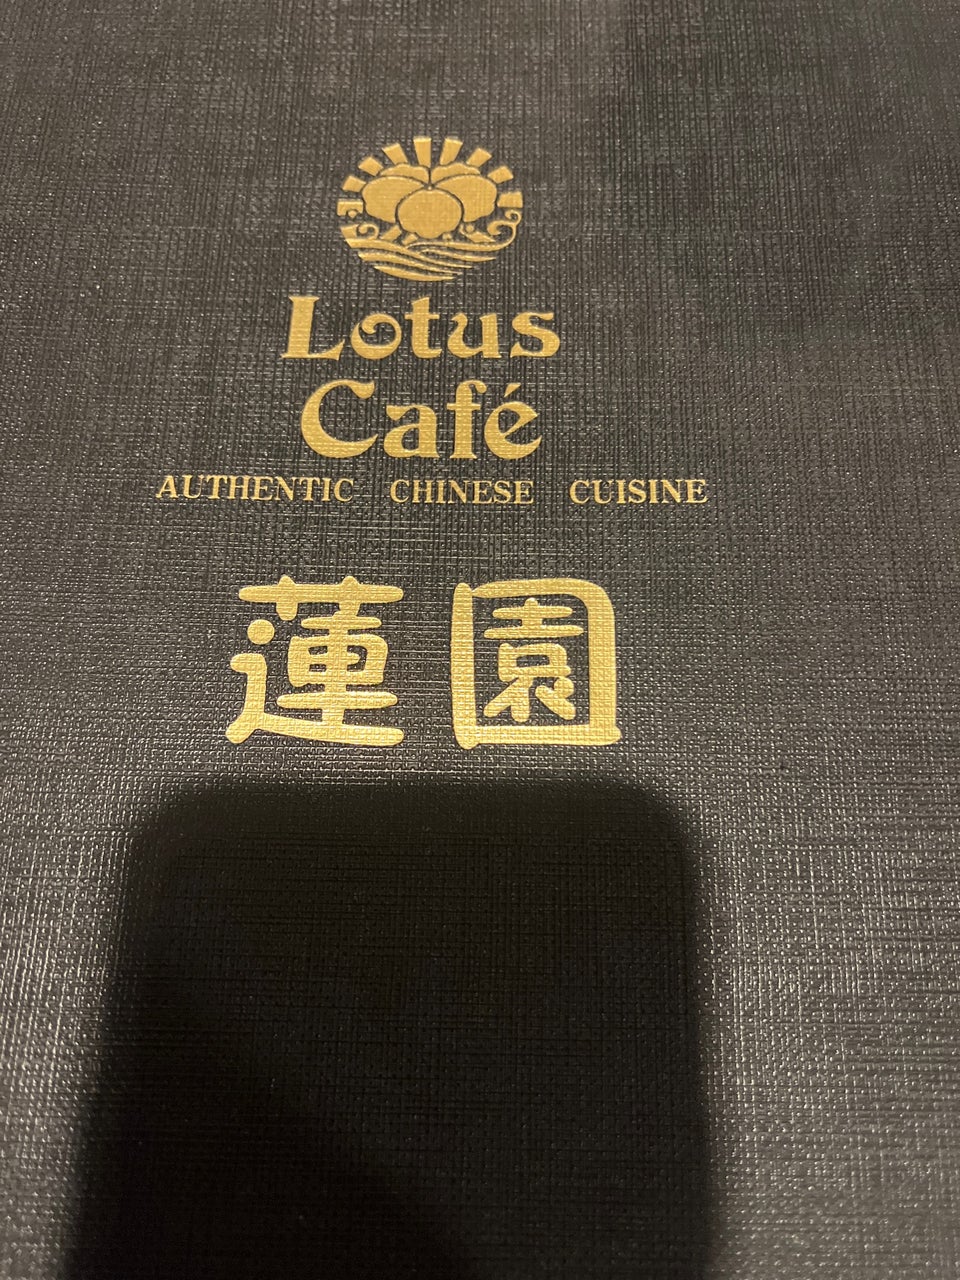 Lotus
Café
AUTHENTIC CHINESE CUISINE
蓮園